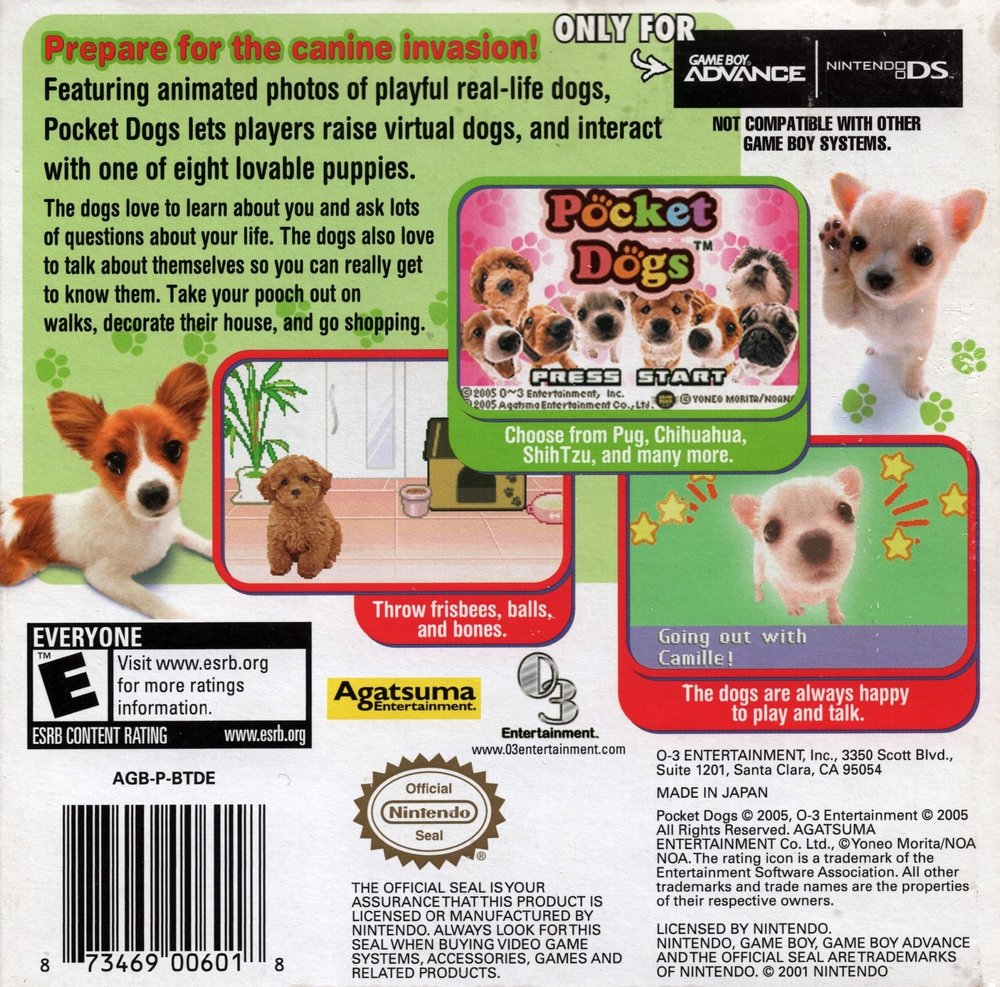 Prepare for the canine invasion!
ONLY FOR
GAME BOY ADVANCE
NINTENDO DS
NOT COMPATIBLE WITH OTHER
GAME BOY SYSTEMS.
Featuring animated photos of playful real-life dogs,
Pocket Dogs lets players raise virtual dogs, and interact
with one of eight lovable puppies.
The dogs love to learn about you and ask lots
of questions about your life. The dogs also love
to talk about themselves so you can really get
to know them. Take your pooch out on
walks, decorate their house, and go shopping.
Pocket
Dogs™
PRESS START
©2005 O~3 Entertainment, Inc.
©2005 Agatsma Entertainment Co., Ltd.
© YONEO MORITA/NOANOA
Choose from Pug, Chihuahua,
ShihTzu, and many more.
Throw frisbees, balls,
and bones.
Going out with
Camille!
The dogs are always happy
to play and talk.
EVERYONE
E™
Visit www.esrb.org
for more ratings
information.
ESRB CONTENT RATING www.esrb.org
Agatsuma
Entertainment.
O3
Entertainment™
www.03entertainment.com
AGB-P-BTDE
8 73469 00601 8
Official
Nintendo
Seal
®
THE OFFICIAL SEAL IS YOUR
ASSURANCE THAT THIS PRODUCT IS
LICENSED OR MANUFACTURED BY
NINTENDO. ALWAYS LOOK FOR THIS
SEAL WHEN BUYING VIDEO GAME
SYSTEMS, ACCESSORIES, GAMES AND
RELATED PRODUCTS.
O-3 ENTERTAINMENT, Inc., 3350 Scott Blvd.,
Suite 1201, Santa Clara, CA 95054
MADE IN JAPAN
Pocket Dogs © 2005, O-3 Entertainment © 2005
All Rights Reserved. AGATSUMA
ENTERTAINMENT Co. Ltd., ©Yoneo Morita/NOA
NOA. The rating icon is a trademark of the
Entertainment Software Association. All other
trademarks and trade names are the properties
of their respective owners.
LICENSED BY NINTENDO.
NINTENDO, GAME BOY, GAME BOY ADVANCE
AND THE OFFICIAL SEAL ARE TRADEMARKS
OF NINTENDO. © 2001 NINTENDO